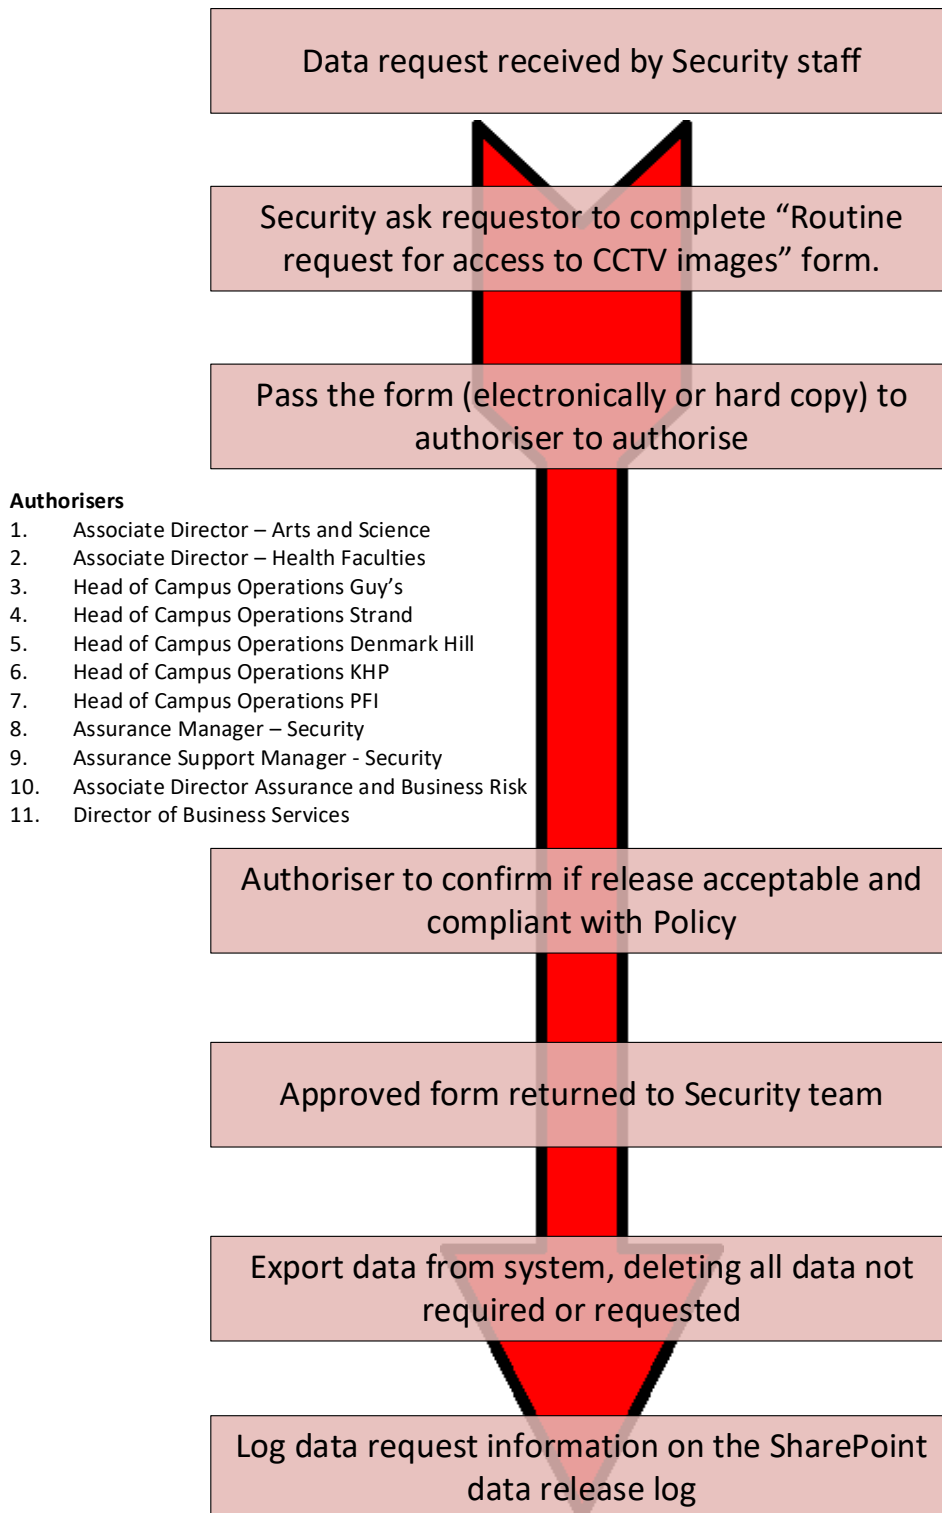 Data request received by Security staff
Security ask requestor to complete “Routine
request for access to CCTV images” form.
Pass the form (electronically or hard copy) to
authoriser to authorise
Authorisers
1. Associate Director – Arts and Science
2. Associate Director – Health Faculties
3. Head of Campus Operations Guy’s
4. Head of Campus Operations Strand
5. Head of Campus Operations Denmark Hill
6. Head of Campus Operations KHP
7. Head of Campus Operations PFI
8. Assurance Manager – Security
9. Assurance Support Manager - Security
10. Associate Director Assurance and Business Risk
11. Director of Business Services
Authoriser to confirm if release acceptable and
compliant with Policy
Approved form returned to Security team
Export data from system, deleting all data not
required or requested
Log data request information on the SharePoint
data release log